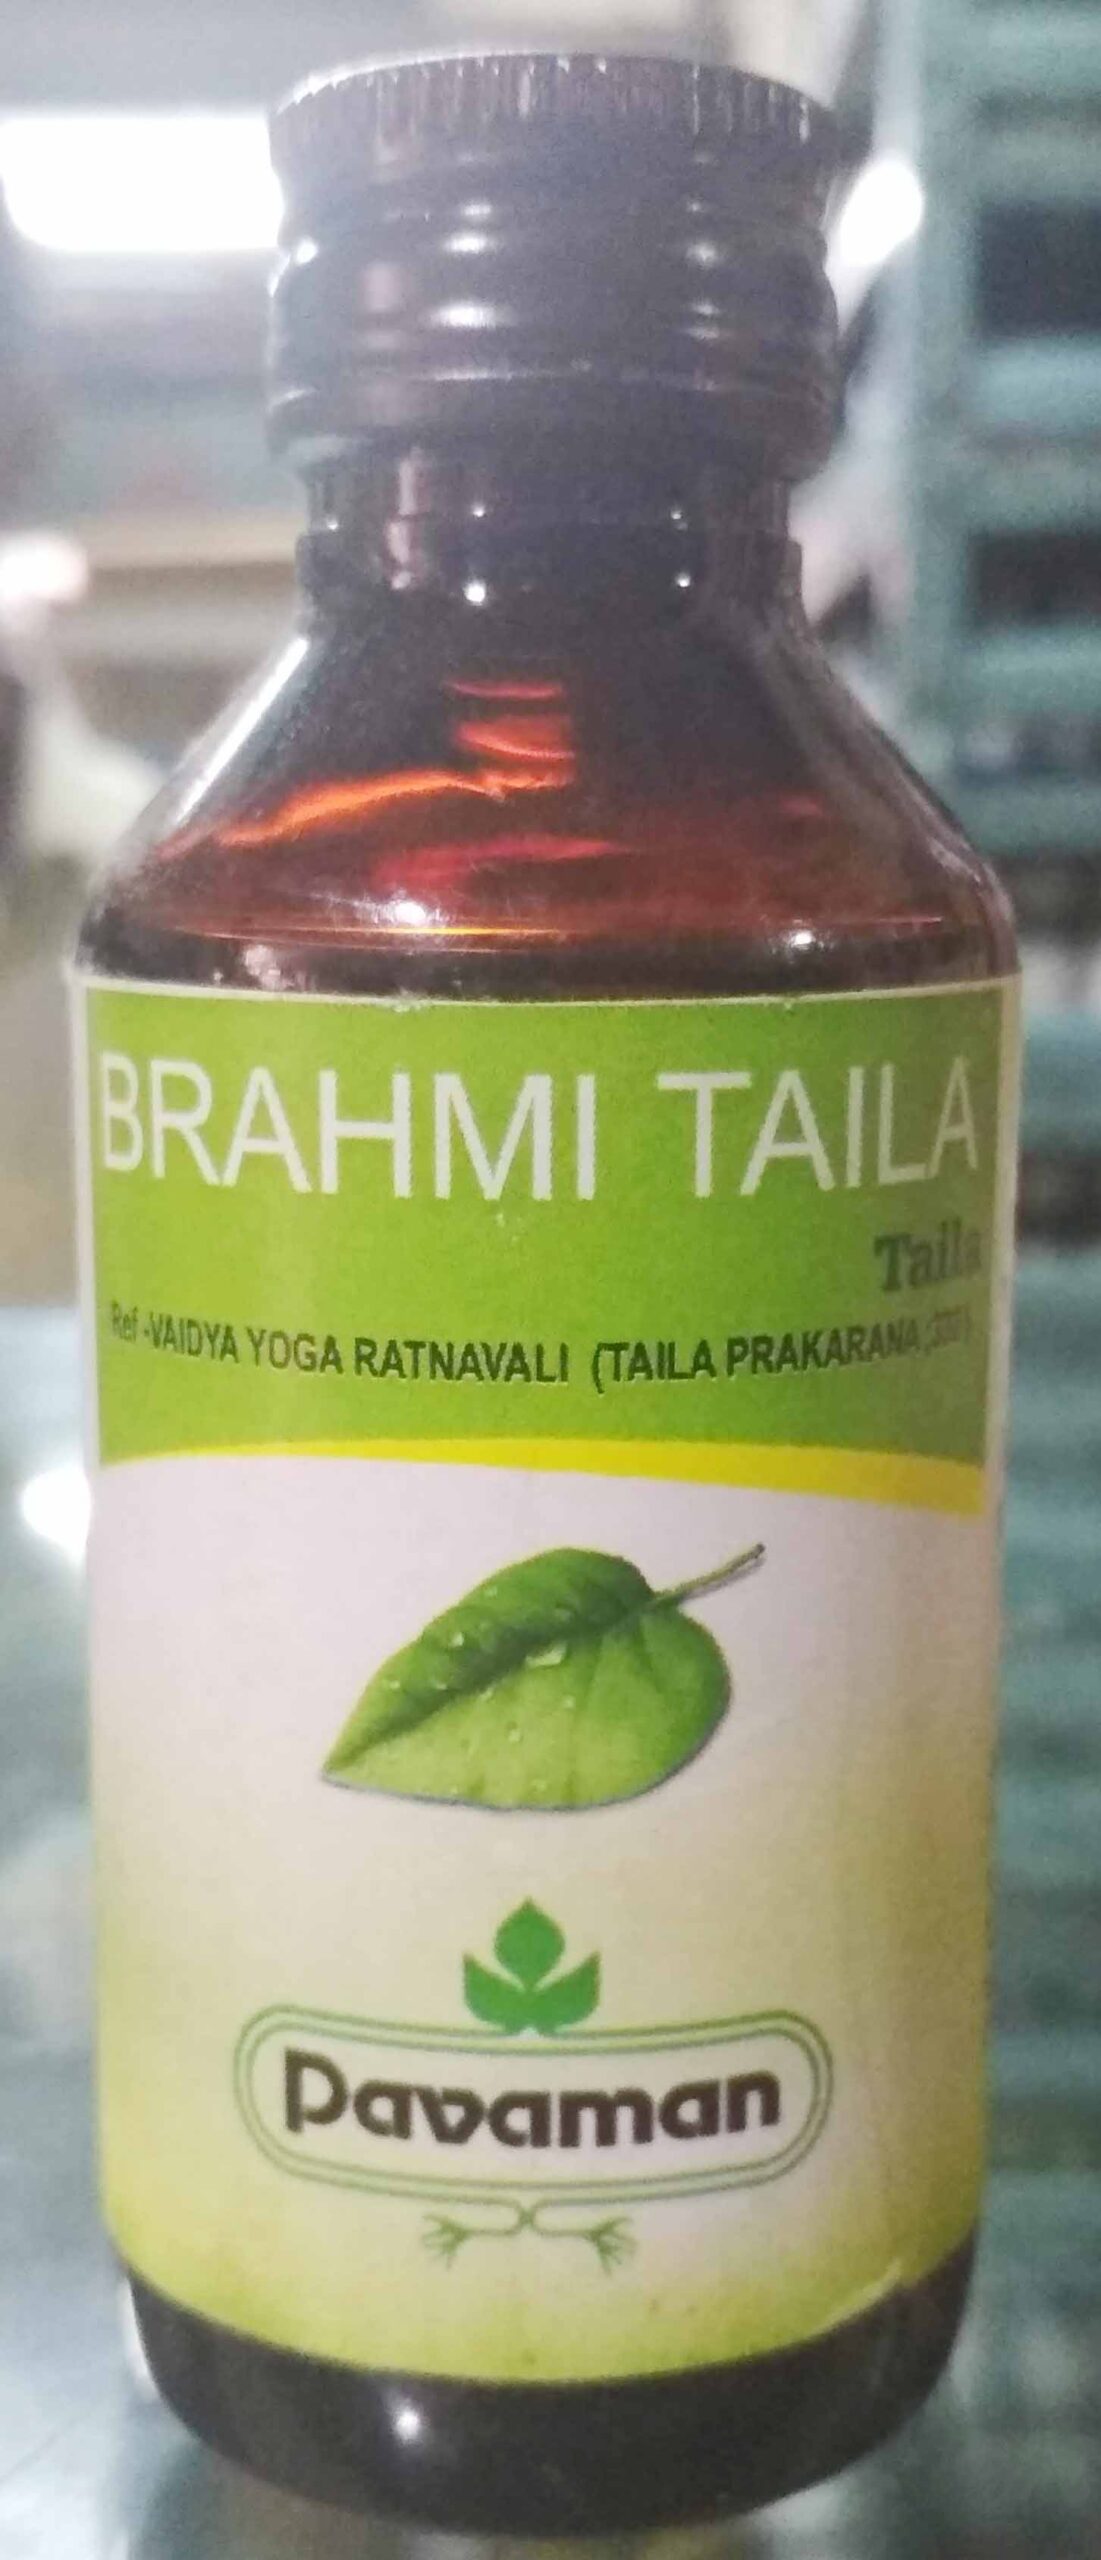 BRAHMI TAILA
Taila
Ref -VAIDYA YOGA RATNAVALI (TAILA PRAKARANA
Pavaman